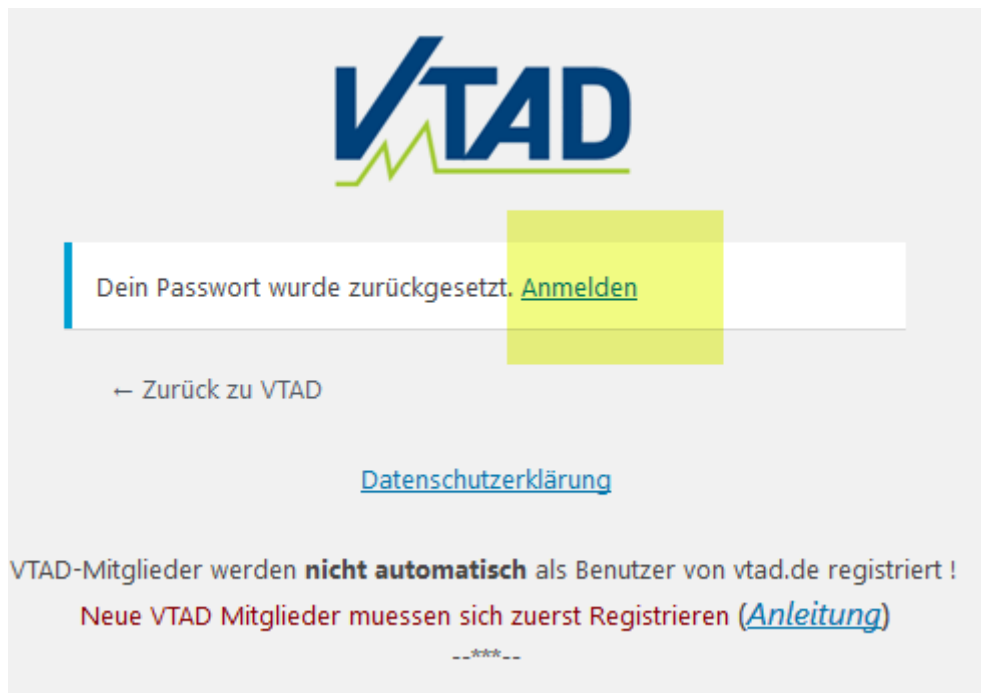 VTAD
Dein Passwort wurde zurückgesetzt. Anmelden
← Zurück zu VTAD
Datenschutzerklärung
VTAD-Mitglieder werden nicht automatisch als Benutzer von vtad.de registriert !
Neue VTAD Mitglieder muessen sich zuerst Registrieren (Anleitung)
--***--